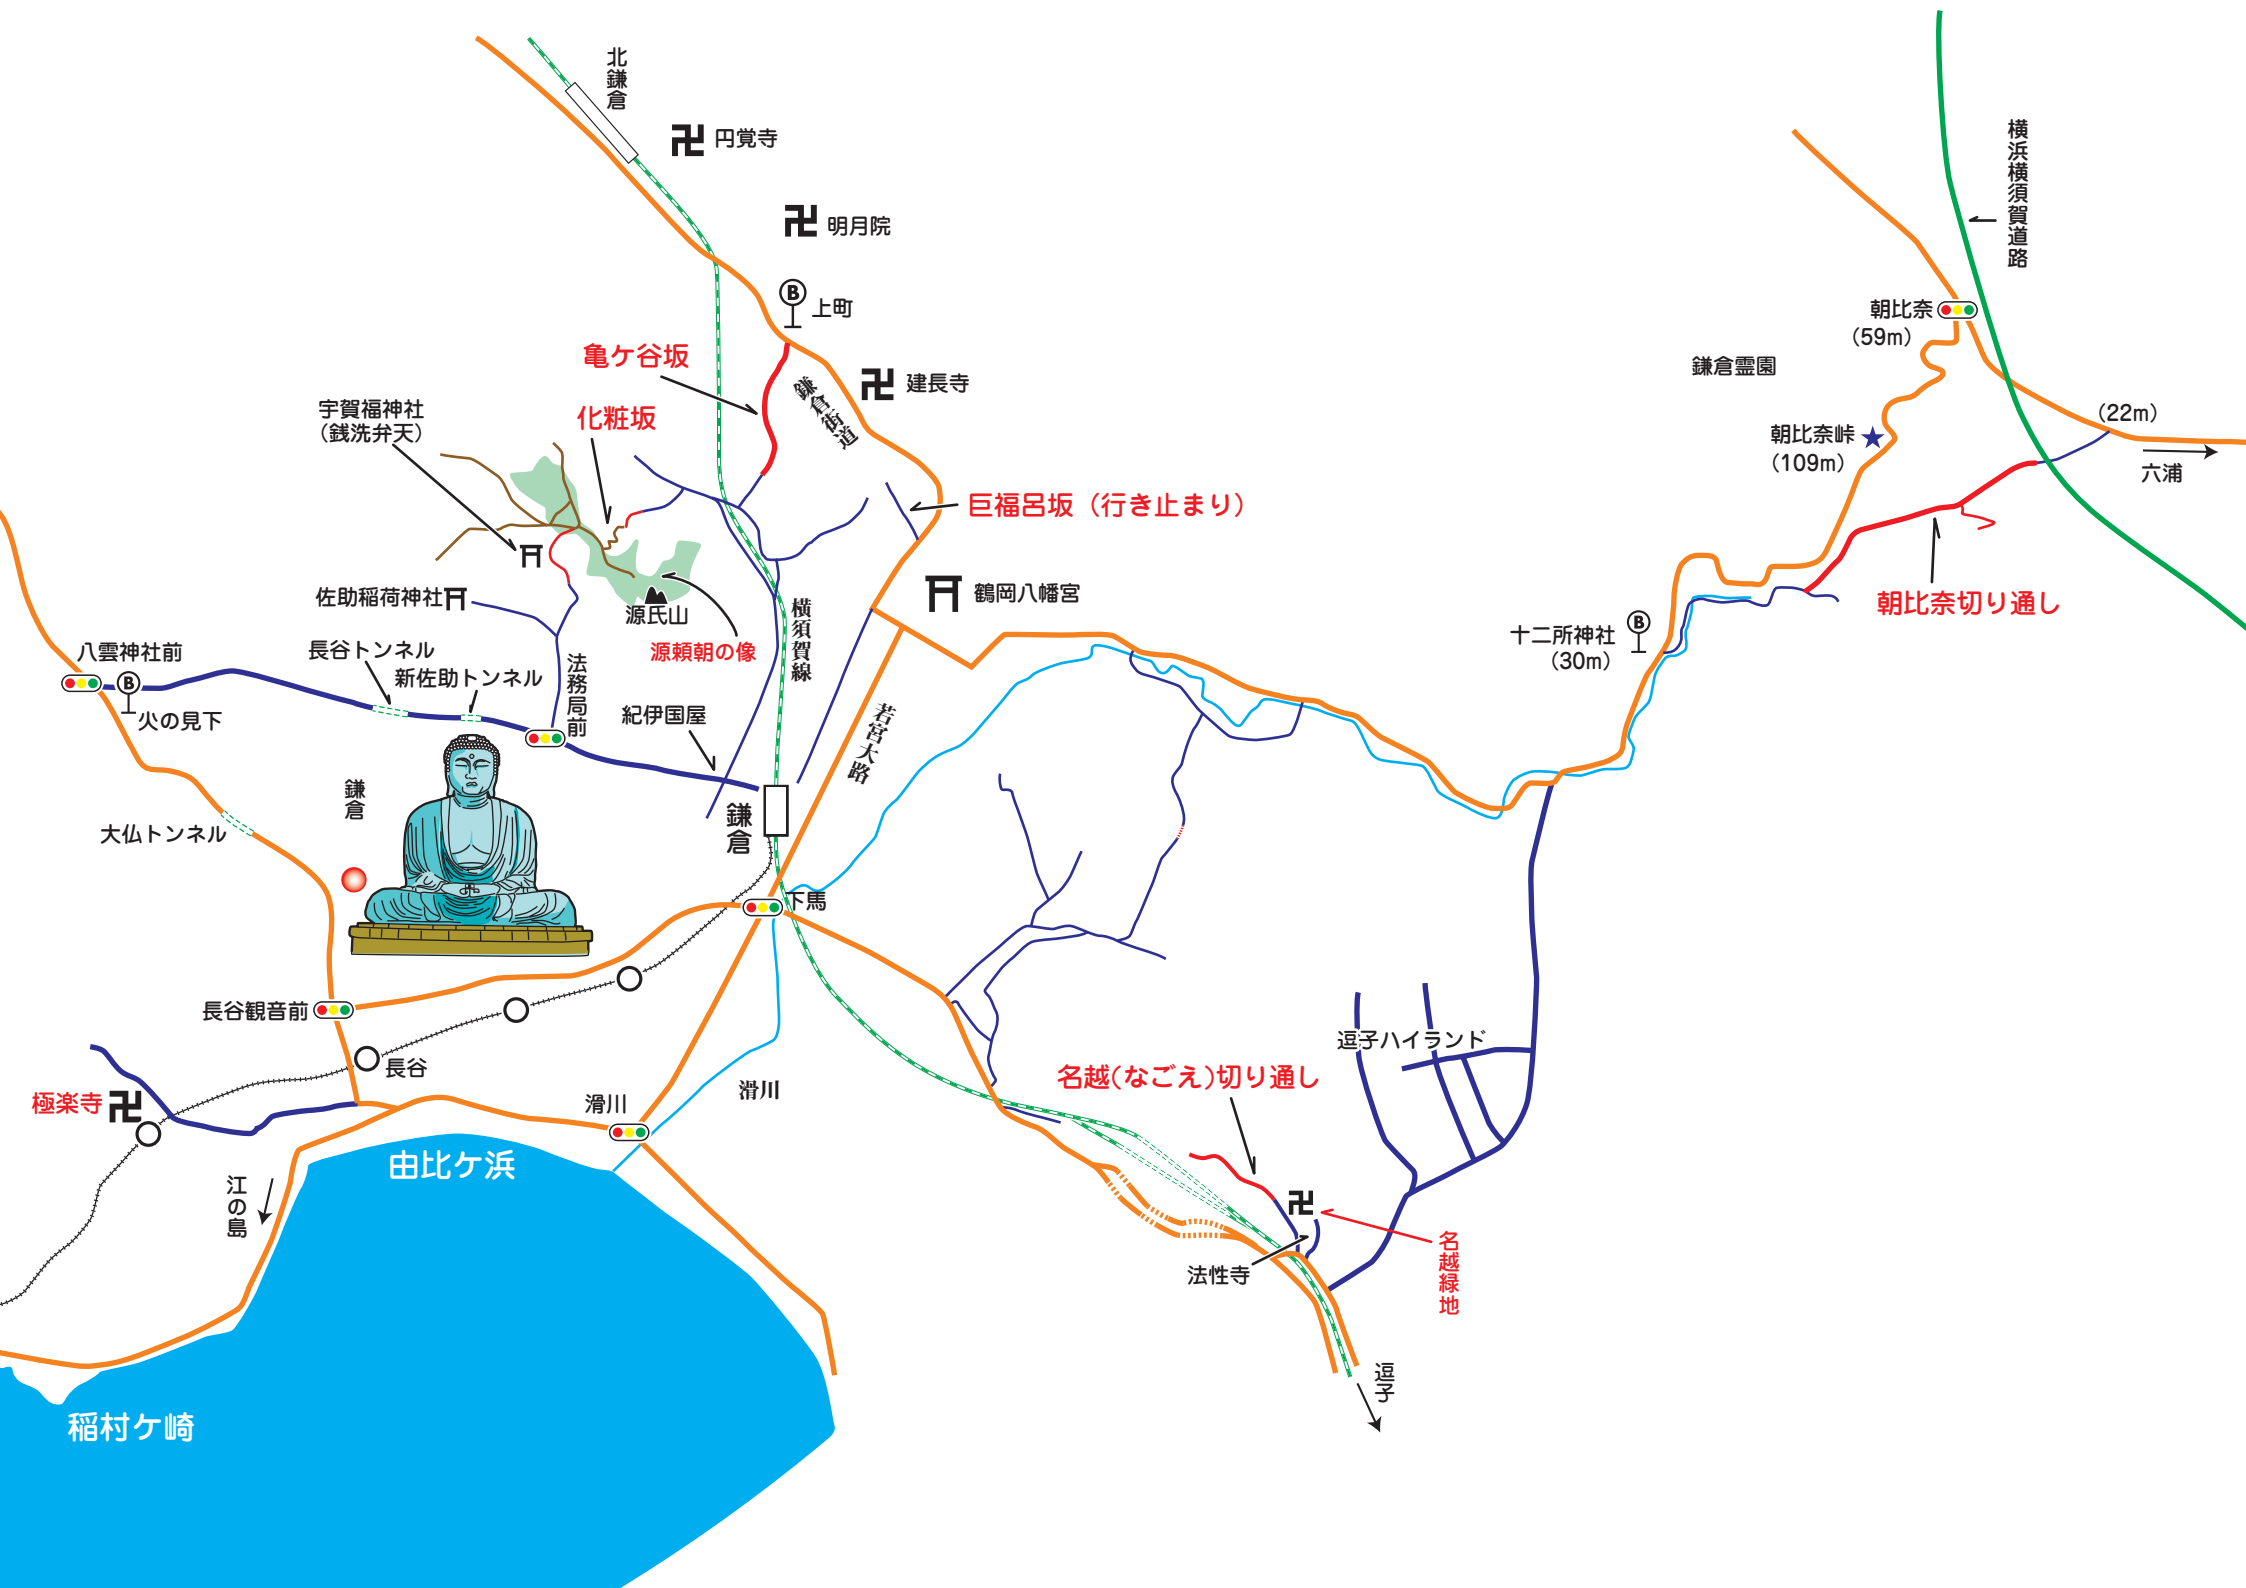 北鎌倉
円覚寺
明月院
B
上町
横浜横須賀道路
朝比奈
(59m)
鎌倉霊園
朝比奈峠
(109m)
(22m)
六浦
亀ケ谷坂
鎌倉街道
建長寺
宇賀福神社
(銭洗弁天)
化粧坂
巨福呂坂（行き止まり）
鶴岡八幡宮
朝比奈切り通し
B
十二所神社
(30m)
佐助稲荷神社
源氏山
源頼朝の像
横須賀線
八雲神社前
B
火の見下
長谷トンネル
新佐助トンネル
法務局前
紀伊国屋
若宮大路
鎌倉
大仏トンネル
鎌倉
下馬
長谷観音前
長谷
極楽寺
滑川
滑川
由比ケ浜
江の島
稲村ケ崎
逗子ハイランド
名越(なごえ)切り通し
法性寺
名越緑地
逗子